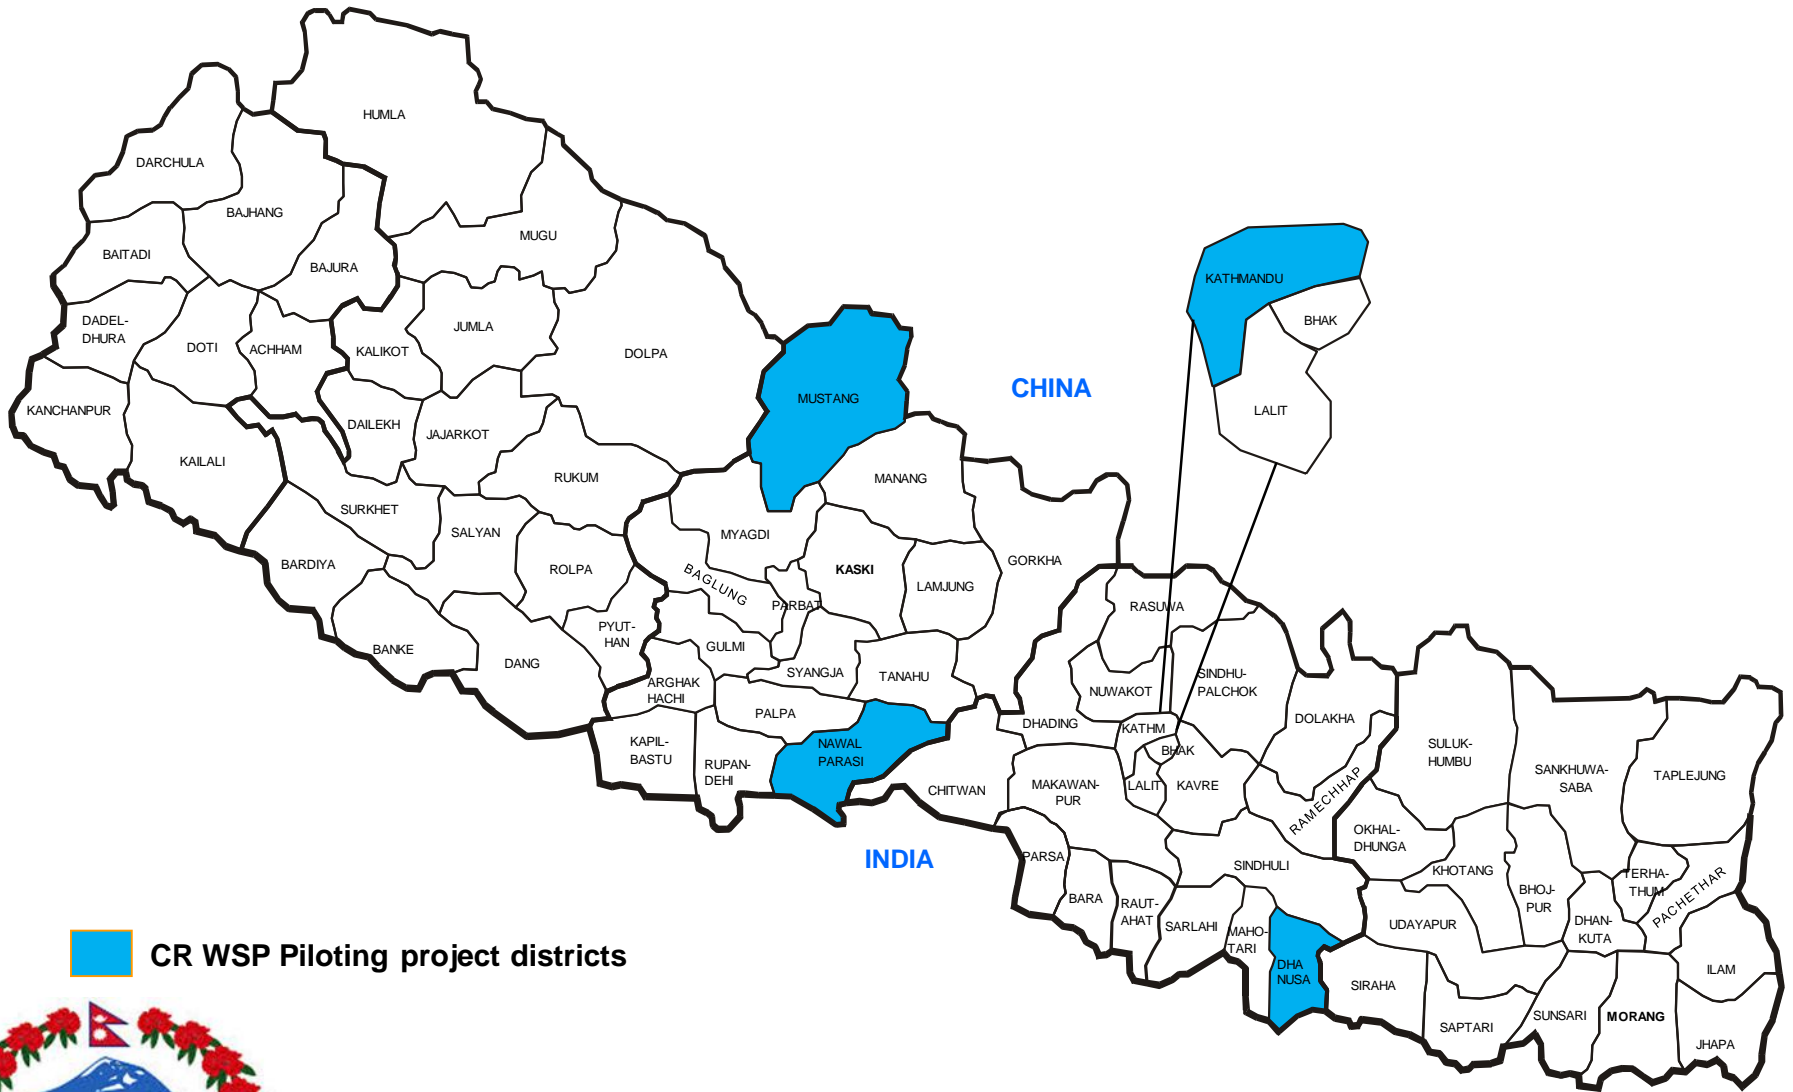 HUMLA
DARCHULA
BAJHANG
MUGU
BAITADI
BAJURA
KATHMANDU
DADEL-
DHURA
JUMLA
BHAK
DOTI
ACHHAM
KALIKOT
DOLPA
CHINA
MUSTANG
KANCHANPUR
LALIT
DAILEKH
JAJARKOT
KAILALI
RUKUM
MANANG
SURKHET
SALYAN
MYAGDI
BARDIYA
ROLPA
BAGLUNG
KASKI
LAMJUNG
GORKHA
PARBAT
RASUWA
PYUT-
HAN
GULMI
BANKE
DANG
SYANGJA
TANAHU
SINDHU-
PALCHOK
ARGHAK
HACHI
NUWAKOT
PALPA
DHADING
KATHM
DOLAKHA
KAPIL-
BASTU
NAWAL
PARASI
BHAK
SULUK-
HUMBU
RUPAN-
DEHI
CHITWAN
MAKAWAN-
PUR
LALIT
KAVRE
RAMECHHAP
SANKHUWA-
SABA
TAPLEJUNG
INDIA
PARSA
SINDHULI
OKHAL-
DHUNGA
KHOTANG
TERHA-
THUM
PACHETHAR
BARA
RAUT-
AHAT
SARLAHI
MAHO-
TARI
UDAYAPUR
BHOJ-
PUR
DHAN-
KUTA
CR WSP Piloting project districts
DHA
NUSA
SIRAHA
ILAM
SAPTARI
SUNSARI
MORANG
JHAPA